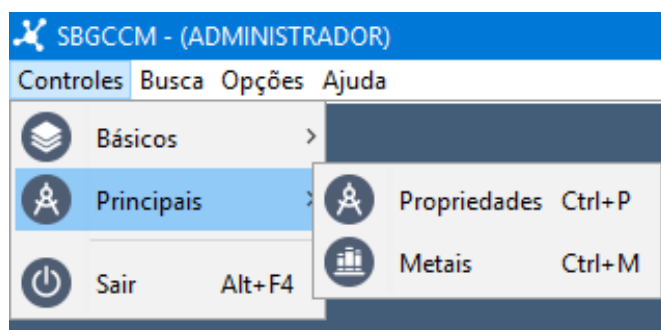 SBGCCM - (ADMINISTRADOR)
Controles Busca Opções Ajuda
Básicos
Principais
Propriedades Ctrl+P
Metais Ctrl+M
Sair Alt+F4